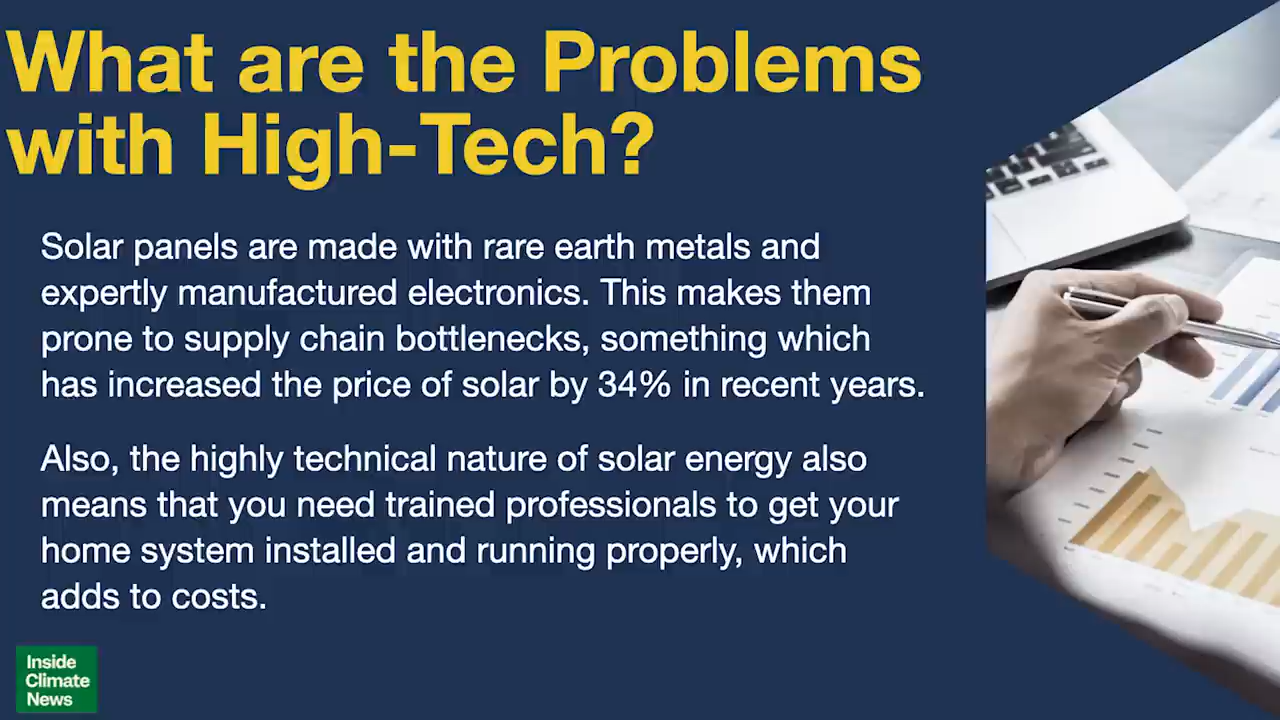 What are the Problems
with High-Tech?
Solar panels are made with rare earth metals and
expertly manufactured electronics. This makes them
prone to supply chain bottlenecks, something which
has increased the price of solar by 34% in recent years.
Also, the highly technical nature of solar energy also
means that you need trained professionals to get your
home system installed and running properly, which
adds to costs.
Inside
Climate
News